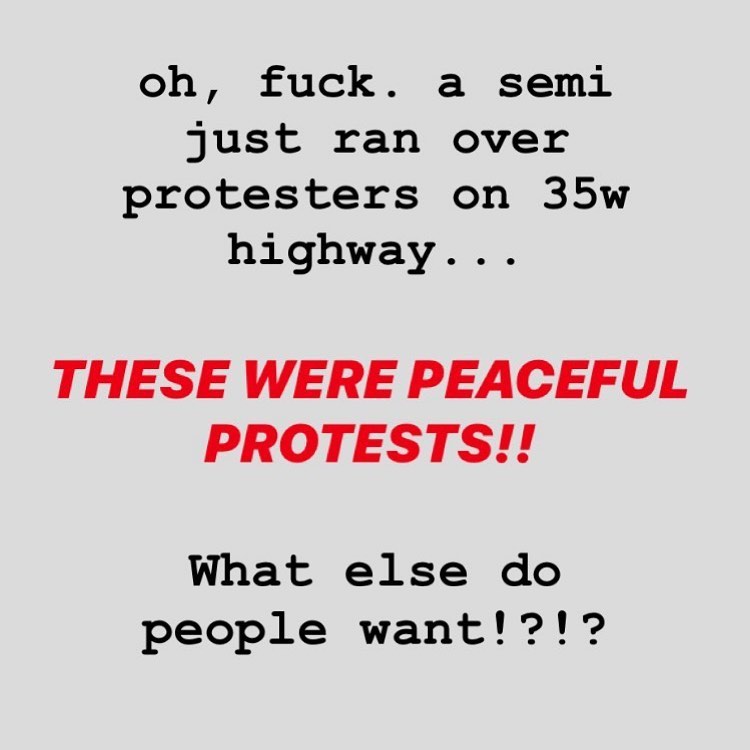 oh, fuck. a semi
just ran over
protesters on 35w
highway...
THESE WERE PEACEFUL
PROTESTS!!
What else do
people want!?!?